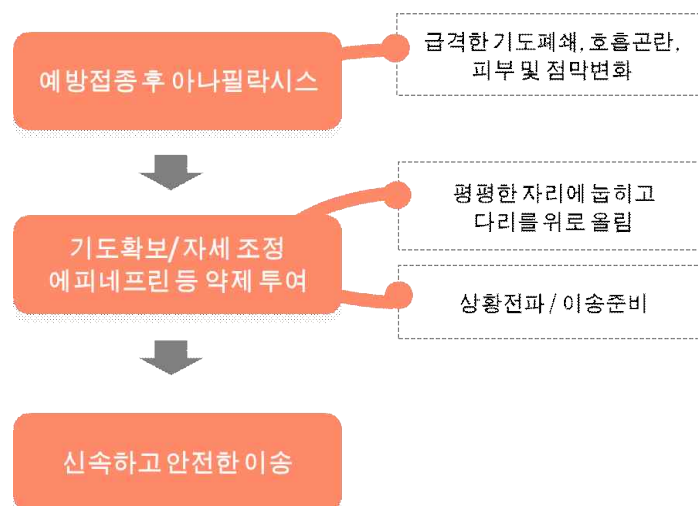 예방접종 후 아나필락시스
급격한 기도폐쇄, 호흡곤란,
피부 및 점막변화
기도확보/ 자세 조정
에피네프린 등 약제 투여
평평한 자리에 눕히고
다리를 위로 올림
상황전파 / 이송준비
신속하고 안전한 이송